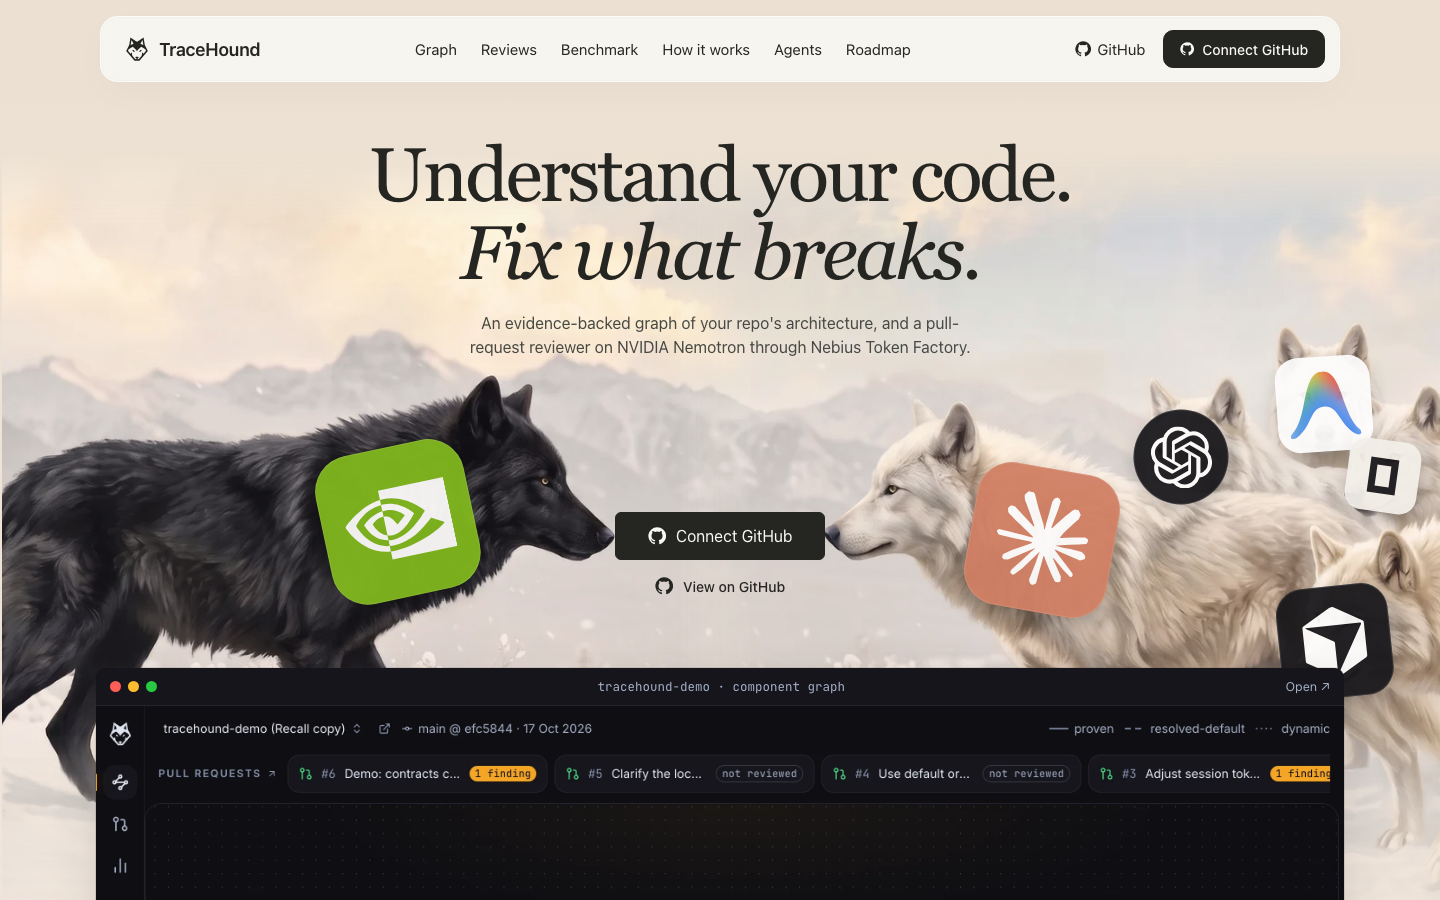 TraceHound
Graph Reviews Benchmark How it works Agents Roadmap
GitHub
Connect GitHub
Understand your code.
Fix what breaks.
An evidence-backed graph of your repo's architecture, and a pull-
request reviewer on NVIDIA Nemotron through Nebius Token Factory.
Connect GitHub
View on GitHub
tracehound-demo · component graph
Open ↗
tracehound-demo (Recall copy)
main @ efc5844 · 17 Oct 2026
proven
resolved-default
dynamic
PULL REQUESTS ↗
#6 Demo: contracts c... 1 finding
#5 Clarify the loc... not reviewed
#4 Use default or... not reviewed
#3 Adjust session tok... 1 finding